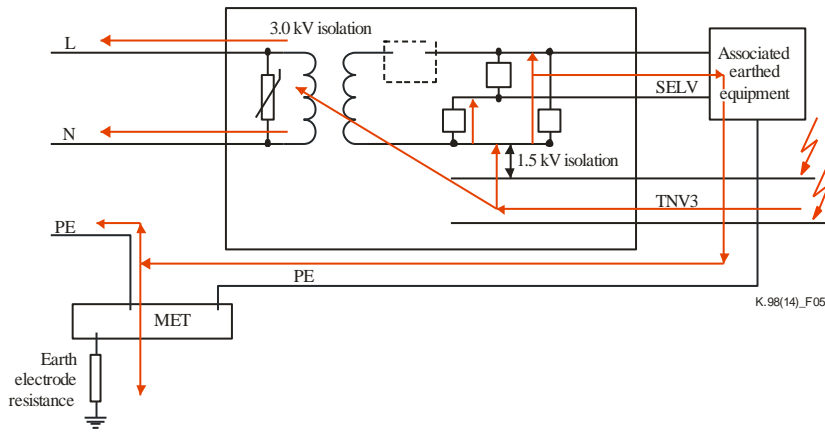 3.0 kV isolation
L
Associated
earthed
equipment
SELV
N
1.5 kV isolation
TNV3
PE
PE
K.98(14)_F05
MET
Earth
electrode
resistance